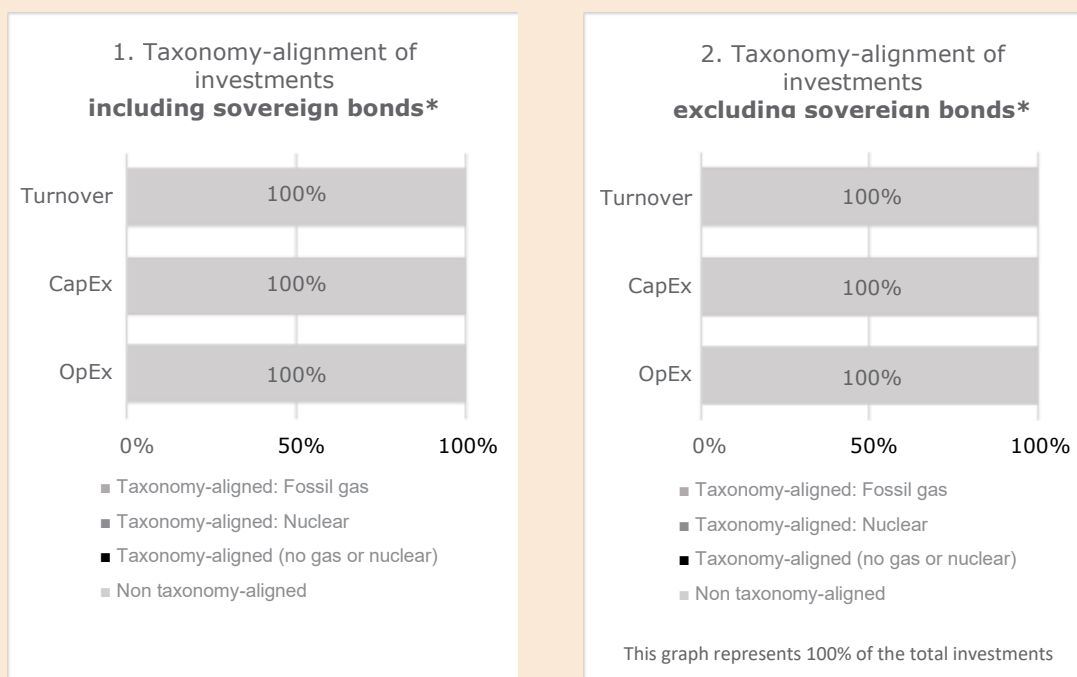 1. Taxonomy-alignment of
investments
including sovereign bonds*
Turnover
100%
CapEx
100%
OpEx
100%
0%
50%
100%
Taxonomy-aligned: Fossil gas
Taxonomy-aligned: Nuclear
Taxonomy-aligned (no gas or nuclear)
Non taxonomy-aligned
2. Taxonomy-alignment of
investments
excluding sovereign bonds*
Turnover
100%
CapEx
100%
OpEx
100%
0%
50%
100%
Taxonomy-aligned: Fossil gas
Taxonomy-aligned: Nuclear
Taxonomy-aligned (no gas or nuclear)
Non taxonomy-aligned
This graph represents 100% of the total investments